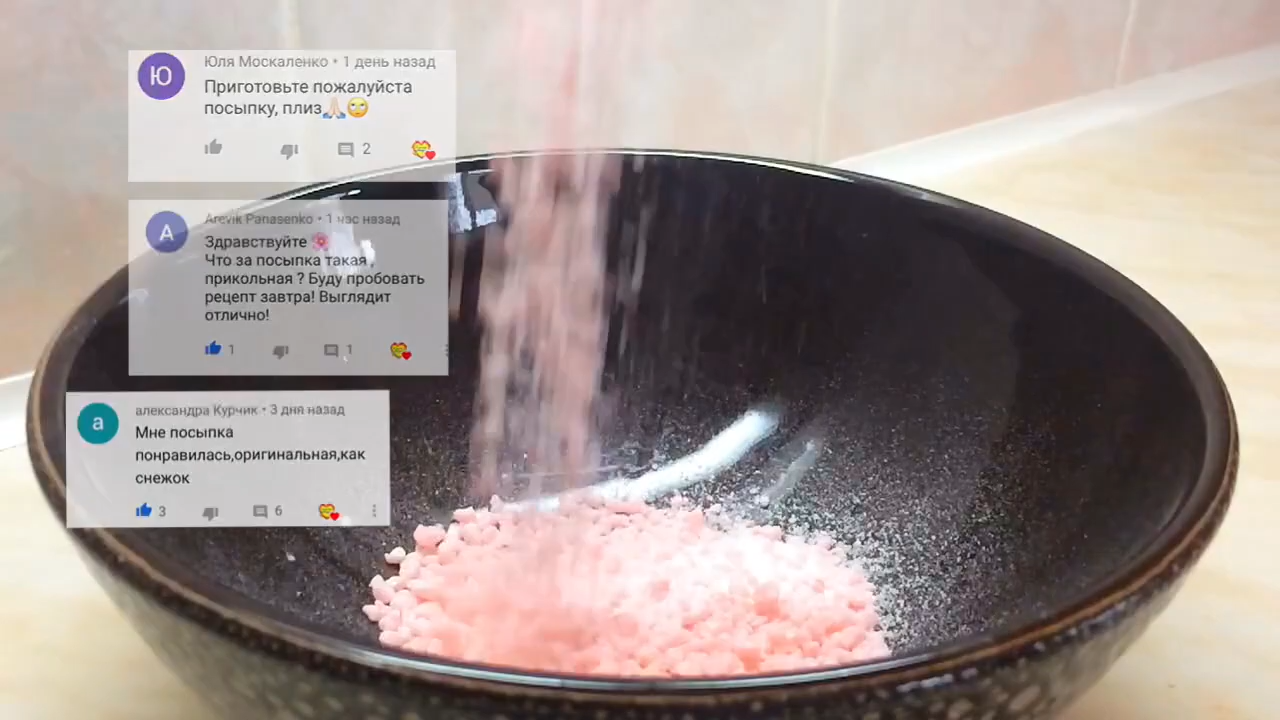 Ю
Юля Москаленко • 1 день назад
Приготовьте пожалуйста
посыпку, плиз🙏🏻🙄
2
A
Arevik Panasenko • 1 час назад
Здравствуйте 🌸
Что за посыпка такая ,
прикольная ? Буду пробовать
рецепт завтра! Выглядит
отлично!
1
1
а
александра Курчик • 3 дня назад
Мне посыпка
понравилась,оригинальная,как
снежок
3
6